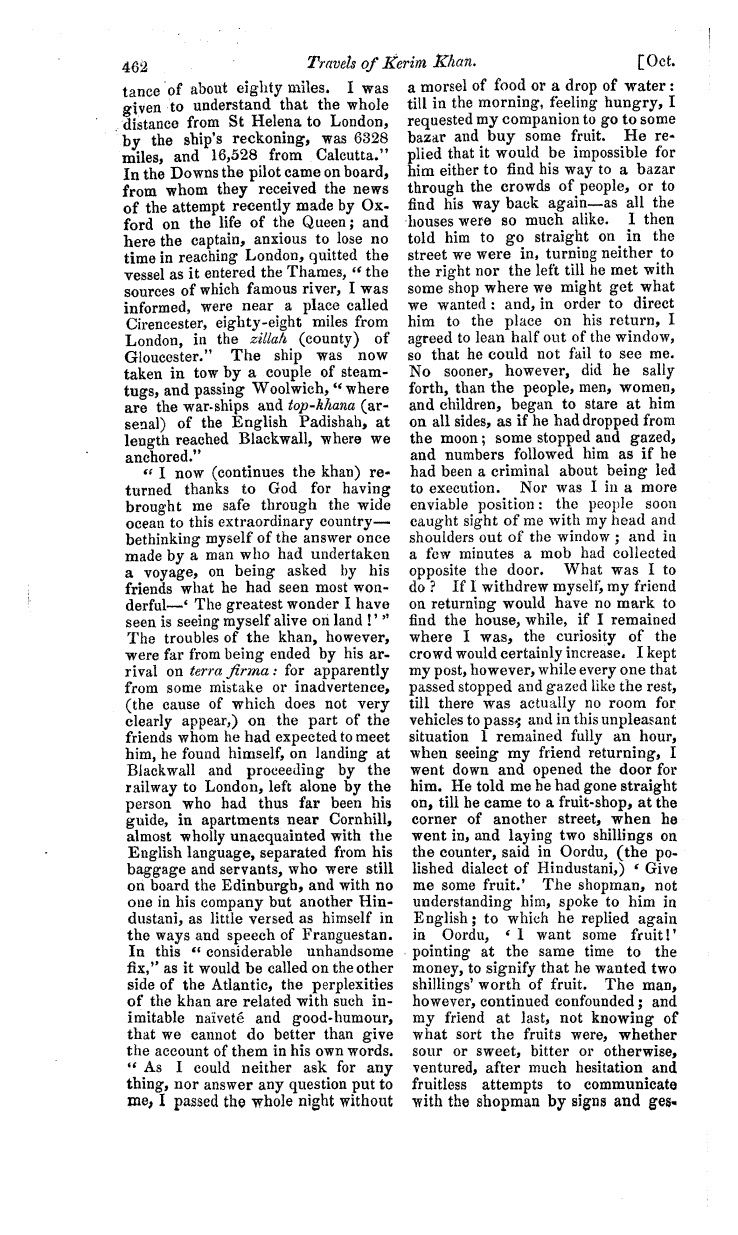 462 Travels of Kerim Khan. [Oct.
tance of about eighty miles. I was
given to understand that the whole
distance from St Helena to London,
by the ship's reckoning, was 6328
miles, and 16,528 from Calcutta."
In the Downs the pilot came on board,
from whom they received the news
of the attempt recently made by Ox-
ford on the life of the Queen; and
here the captain, anxious to lose no
time in reaching London, quitted the
vessel as it entered the Thames, "the
sources of which famous river, I was
informed, were near a place called
Cirencester, eighty-eight miles from
London, in the zillah (county) of
Gloucester." The ship was now
taken in tow by a couple of steam-
tugs, and passing Woolwich, "where
are the war-ships and top-khana (ar-
senal) of the English Padishah, at
length reached Blackwall, where we
anchored."
"I now (continues the khan) re-
turned thanks to God for having
brought me safe through the wide
ocean to this extraordinary country—
bethinking myself of the answer once
made by a man who had undertaken
a voyage, on being asked by his
friends what he had seen most won-
derful—'The greatest wonder I have
seen is seeing myself alive on land!'"
The troubles of the khan, however,
were far from being ended by his ar-
rival on terra firma: for apparently
from some mistake or inadvertence,
(the cause of which does not very
clearly appear,) on the part of the
friends whom he had expected to meet
him, he found himself, on landing at
Blackwall and proceeding by the
railway to London, left alone by the
person who had thus far been his
guide, in apartments near Cornhill,
almost wholly unacquainted with the
English language, separated from his
baggage and servants, who were still
on board the Edinburgh, and with no
one in his company but another Hin-
dustani, as little versed as himself in
the ways and speech of Franguestan.
In this "considerable unhandsome
fix," as it would be called on the other
side of the Atlantic, the perplexities
of the khan are related with such in-
imitable naïveté and good-humour,
that we cannot do better than give
the account of them in his own words.
"As I could neither ask for any
thing, nor answer any question put to
me, I passed the whole night without
a morsel of food or a drop of water:
till in the morning, feeling hungry, I
requested my companion to go to some
bazar and buy some fruit. He re-
plied that it would be impossible for
him either to find his way to a bazar
through the crowds of people, or to
find his way back again—as all the
houses were so much alike. I then
told him to go straight on in the
street we were in, turning neither to
the right nor the left till he met with
some shop where we might get what
we wanted: and, in order to direct
him to the place on his return, I
agreed to lean half out of the window,
so that he could not fail to see me.
No sooner, however, did he sally
forth, than the people, men, women,
and children, began to stare at him
on all sides, as if he had dropped from
the moon; some stopped and gazed,
and numbers followed him as if he
had been a criminal about being led
to execution. Nor was I in a more
enviable position: the people soon
caught sight of me with my head and
shoulders out of the window; and in
a few minutes a mob had collected
opposite the door. What was I to
do? If I withdrew myself, my friend
on returning would have no mark to
find the house, while, if I remained
where I was, the curiosity of the
crowd would certainly increase. I kept
my post, however, while every one that
passed stopped and gazed like the rest,
till there was actually no room for
vehicles to pass; and in this unpleasant
situation I remained fully an hour,
when seeing my friend returning, I
went down and opened the door for
him. He told me he had gone straight
on, till he came to a fruit-shop, at the
corner of another street, when he
went in, and laying two shillings on
the counter, said in Oordu, (the po-
lished dialect of Hindustani,) 'Give
me some fruit.' The shopman, not
understanding him, spoke to him in
English; to which he replied again
in Oordu, 'I want some fruit!'
pointing at the same time to the
money, to signify that he wanted two
shillings' worth of fruit. The man,
however, continued confounded; and
my friend at last, not knowing of
what sort the fruits were, whether
sour or sweet, bitter or otherwise,
ventured, after much hesitation and
fruitless attempts to communicate
with the shopman by signs and ges-